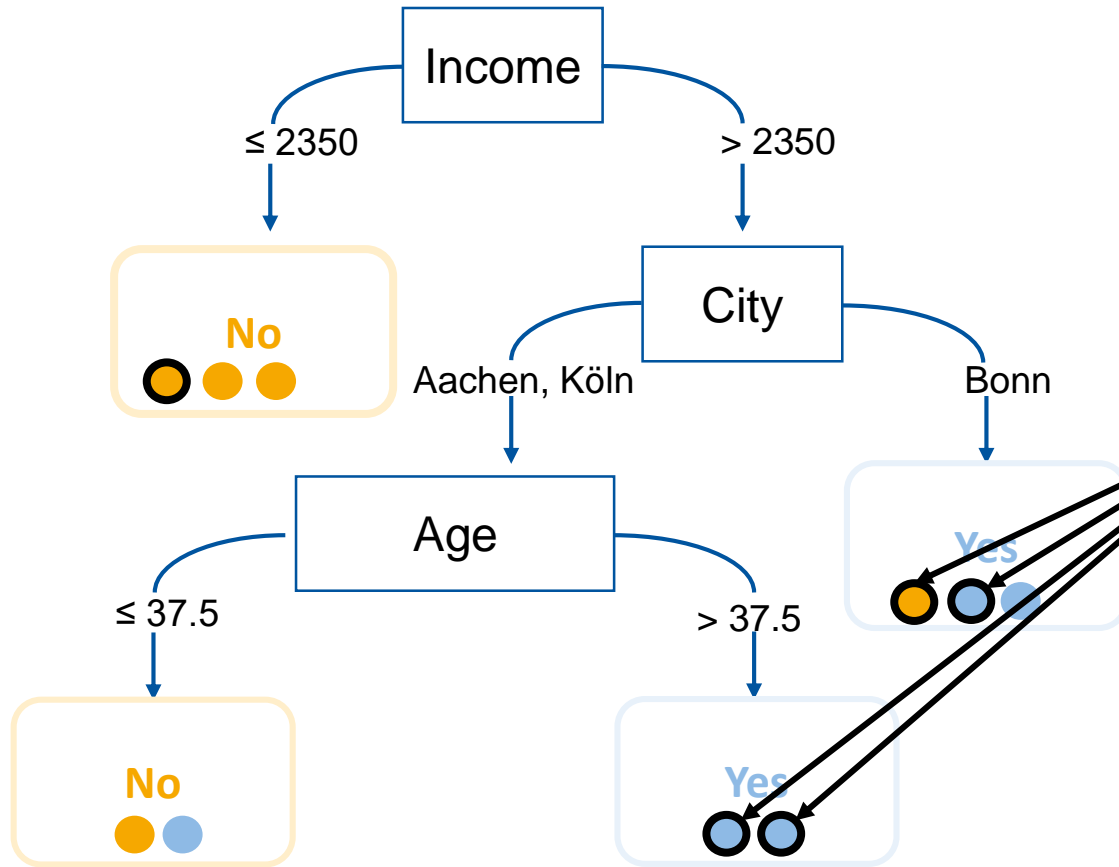 Income
≤ 2350
> 2350
No
City
Aachen, Köln
Bonn
Age
Yes
≤ 37.5
> 37.5
No
Yes